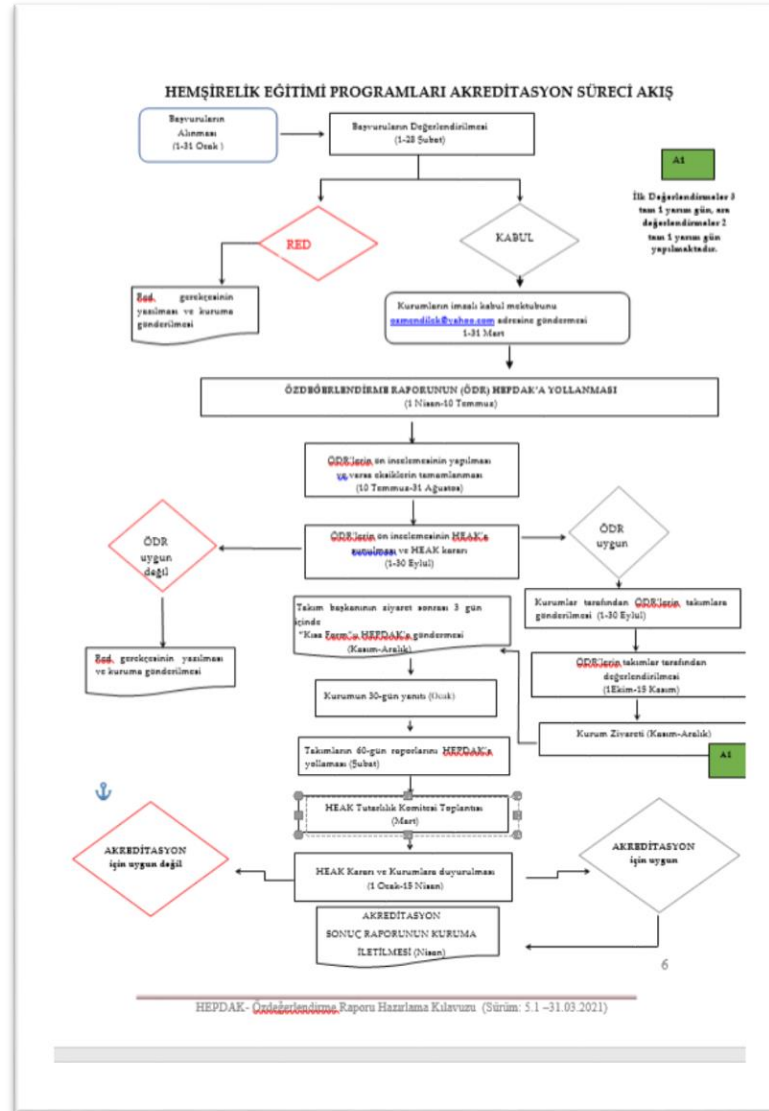 HEMŞİRELİK EĞİTİMİ PROGRAMLARI AKREDİTASYON SÜRECİ AKIŞ
Başvuruların
Alınması
(1-31 Ocak )
Başvuruların Değerlendirilmesi
(1-28 Şubat)
A1
İlk Değerlendirmeler 3
tam 1 yarım gün, ara
değerlendirmeler 2
tam 1 yarım gün
yapılmaktadır.
RED
KABUL
Red gerekçesinin
yazılması ve kuruma
gönderilmesi
Kurumların imzalı kabul mektubunu
osmendilek@yahoo.com adresine göndermesi
1-31 Mart
ÖZDEĞERLENDİRME RAPORUNUN (ÖDR) HEPDAK'A YOLLANMASI
(1 Nisan-10 Temmuz)
ÖDR'lerin ön incelemesinin yapılması
ve varsa eksiklerin tamamlanması
(10 Temmuz-31 Ağustos)
ÖDR
uygun
değil
ÖDR'lerin ön incelemesinin HEAK'a
sunulması ve HEAK kararı
(1-30 Eylül)
ÖDR
uygun
Kurumlar tarafından ÖDR'lerin takımlara
gönderilmesi (1-30 Eylül)
Takım başkanının ziyaret sonrası 3 gün
içinde
"Kısa Form"u HEPDAK'a göndermesi
(Kasım-Aralık)
Red gerekçesinin yazılması
ve kuruma gönderilmesi
ÖDR'lerin takımlar tarafından
değerlendirilmesi
(1Ekim-15 Kasım)
Kurumun 30-gün yanıtı (Ocak)
Kurum Ziyareti (Kasım-Aralık)
A1
Takımların 60-gün raporlarını HEPDAK'a
yollaması (Şubat)
HEAK Tutarlılık Komitesi Toplantısı
(Mart)
AKREDİTASYON
için uygun değil
AKREDİTASYON
için uygun
HEAK Kararı ve Kurumlara duyurulması
(1 Ocak-15 Nisan)
AKREDİTASYON
SONUÇ RAPORUNUN KURUMA
İLETİLMESİ (Nisan)
6
HEPDAK- Özdeğerlendirme Raporu Hazırlama Kılavuzu (Sürüm: 5.1 –31.03.2021)